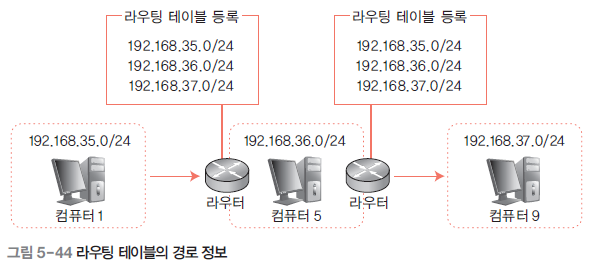 라우팅 테이블 등록
192.168.35.0/24
192.168.36.0/24
192.168.37.0/24
라우팅 테이블 등록
192.168.35.0/24
192.168.36.0/24
192.168.37.0/24
192.168.35.0/24
컴퓨터 1
라우터
192.168.36.0/24
컴퓨터 5
라우터
192.168.37.0/24
컴퓨터 9
그림 5-44 라우팅 테이블의 경로 정보